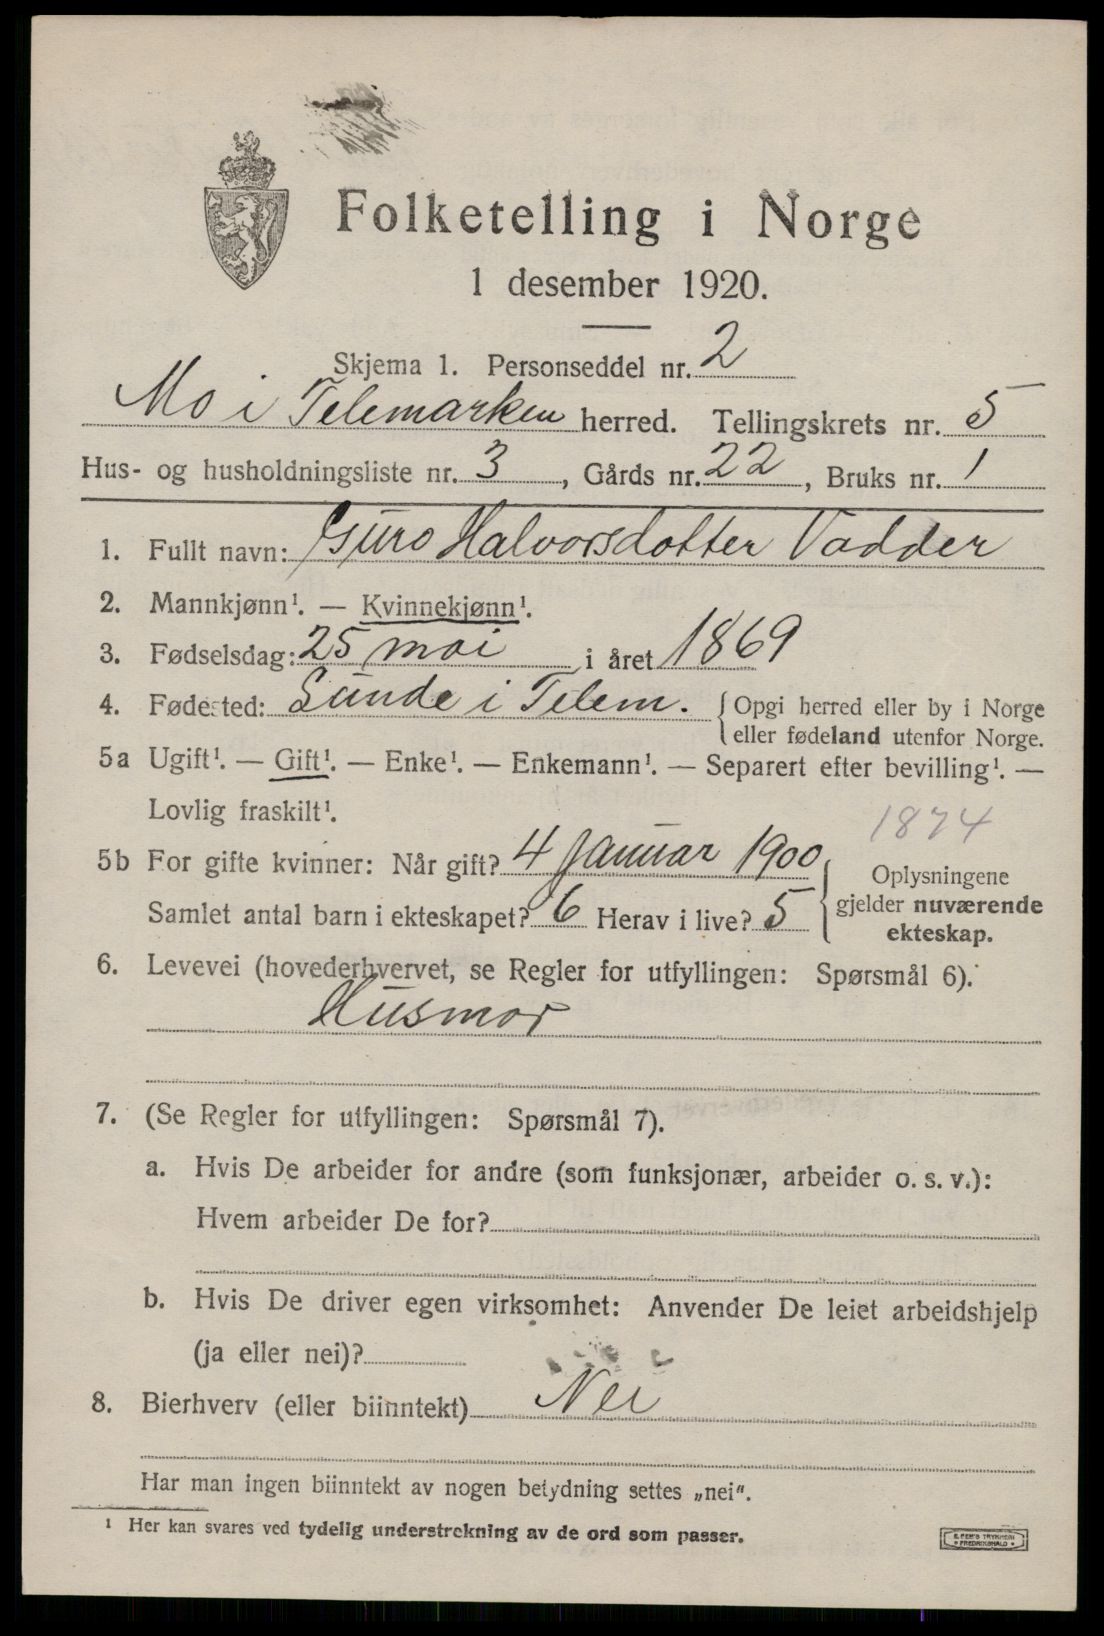 Folketelling i Norge
1 desember 1920.
Skjema 1. Personseddel nr. 2
Mo i Telemarken herred. Tellingskrets nr. 5
Hus- og husholdningsliste nr. 3, Gårds nr. 22, Bruks nr. 1
1. Fullt navn: Guro Halvorsdotter Vadder
2. Mannkjønn¹. — Kvinnekjønn¹.
3. Fødselsdag: 25 mai i året 1869
4. Fødested: Lunde i Telem. {Opgi herred eller by i Norge
eller fødeland utenfor Norge.
5a Ugift¹. — Gift¹. — Enke¹. — Enkemann¹. — Separert efter bevilling¹. —
Lovlig fraskilt¹.
1874
5b For gifte kvinner: Når gift? 4 januar 1900
Samlet antal barn i ekteskapet? 6 Herav i live? 5
Oplysningene
gjelder nuværende
ekteskap.
6. Levevei (hovederhvervet, se Regler for utfyllingen: Spørsmål 6).
Husmor
7. (Se Regler for utfyllingen: Spørsmål 7).
a. Hvis De arbeider for andre (som funksjonær, arbeider o. s. v.):
Hvem arbeider De for?
b. Hvis De driver egen virksomhet: Anvender De leiet arbeidshjelp
(ja eller nei)?
8. Bierhverv (eller biinntekt) Nei
Har man ingen biinntekt av nogen betydning settes „nei".
¹ Her kan svares ved tydelig understrekning av de ord som passer.